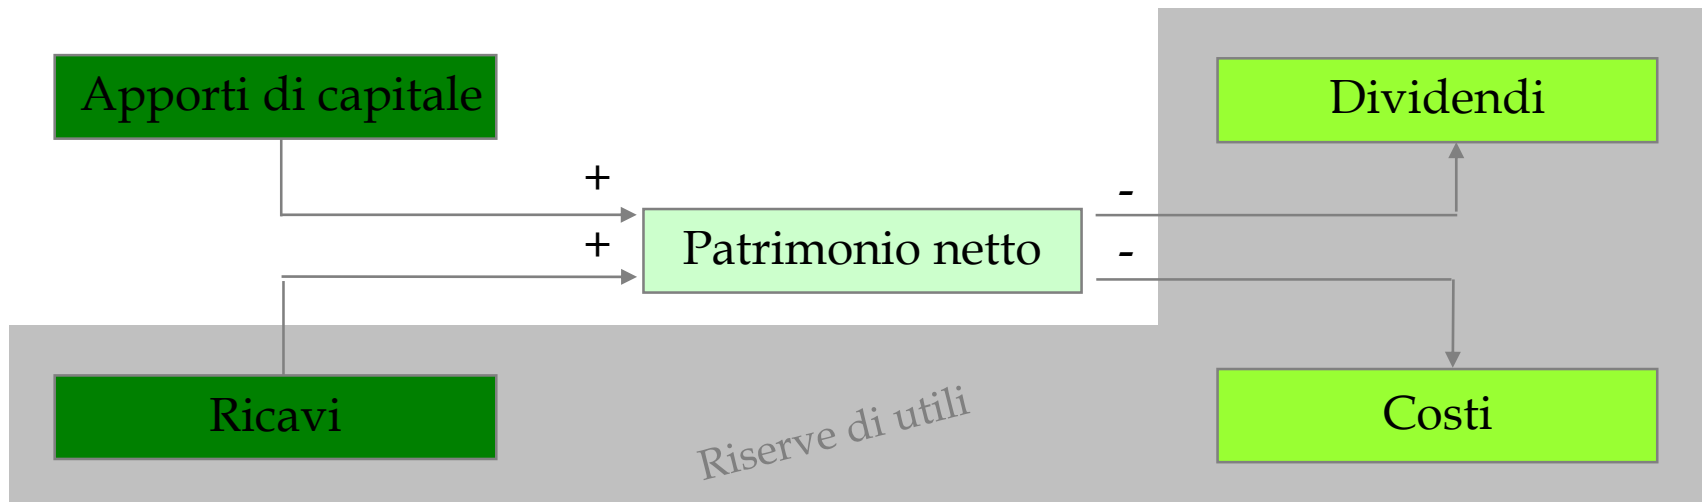 Apporti di capitale
Dividendi
+
-
+
Patrimonio netto
-
Ricavi
Riserve di utili
Costi